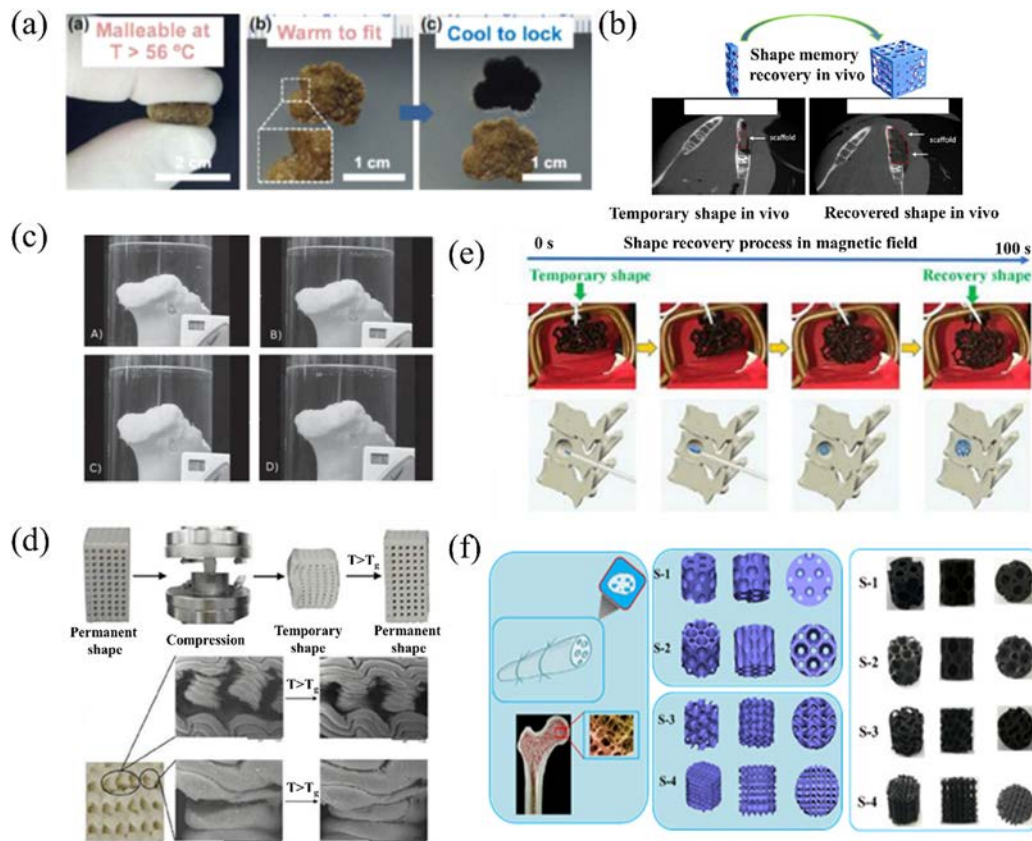 (a)
(a)
Malleable at
T > 56 ℃
2 cm
(b)
Warm to fit
1 cm
(c)
Cool to lock
1 cm
(b)
Shape memory
recovery in vivo
scaffold
scaffold
Temporary shape in vivo
Recovered shape in vivo
(c)
A)
B)
C)
D)
(e)
0 s
Shape recovery process in magnetic field
100 s
Temporary shape
Recovery shape
(d)
T>T
Permanent
shape
Compression
Temporary
shape
Permanent
shape
T>T
T>T
(f)
S-1
S-2
S-3
S-4
S-1
S-2
S-3
S-4